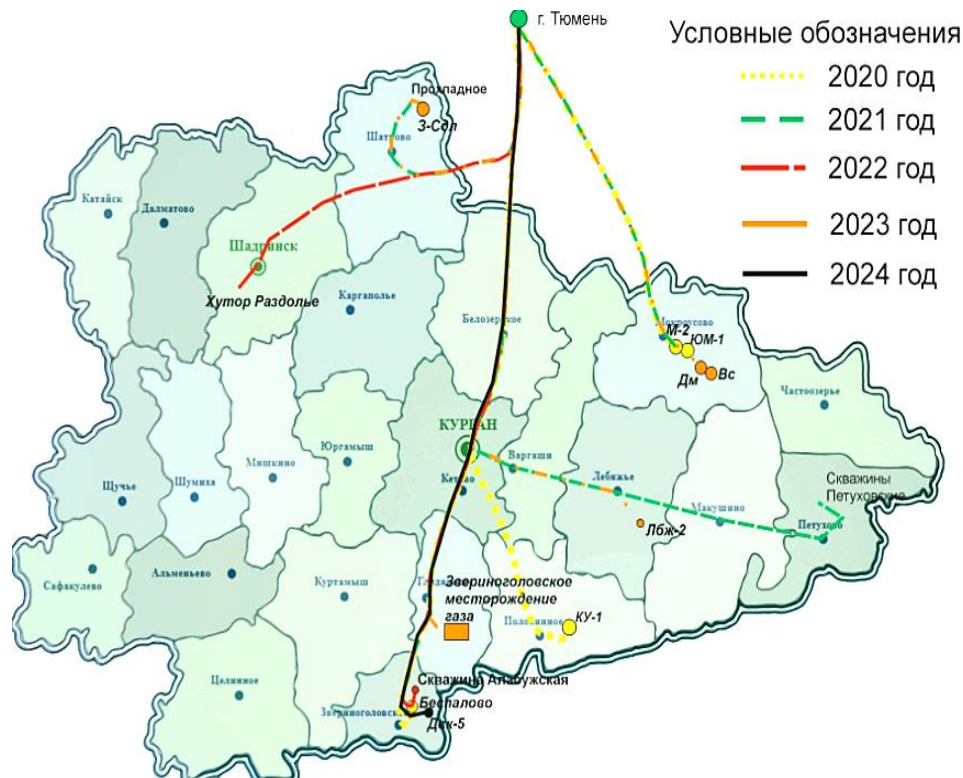 г. Тюмень
Условные обозначения
2020 год
2021 год
2022 год
2023 год
2024 год
Прохладное
З-Сдл
Шатрово
Катайск
Далматово
Шадринск
Хутор Раздолье
Каргаполье
Белозерское
Мокроусово
М-2
ЮМ-1
Дм
Вс
Частоозерье
КУРГАН
Варгаши
Юргамыш
Мишкино
Шумиха
Щучье
Кетово
Лебяжье
Макушино
Скважины
Петуховские
Петухово
Лбж-2
Сафакулево
Альменьево
Куртамыш
Звериноголовское
месторождение
газа
Половинное
КУ-1
Целинное
Скважина Алабужская
Беспалово
Звериноголовское
Дск-5